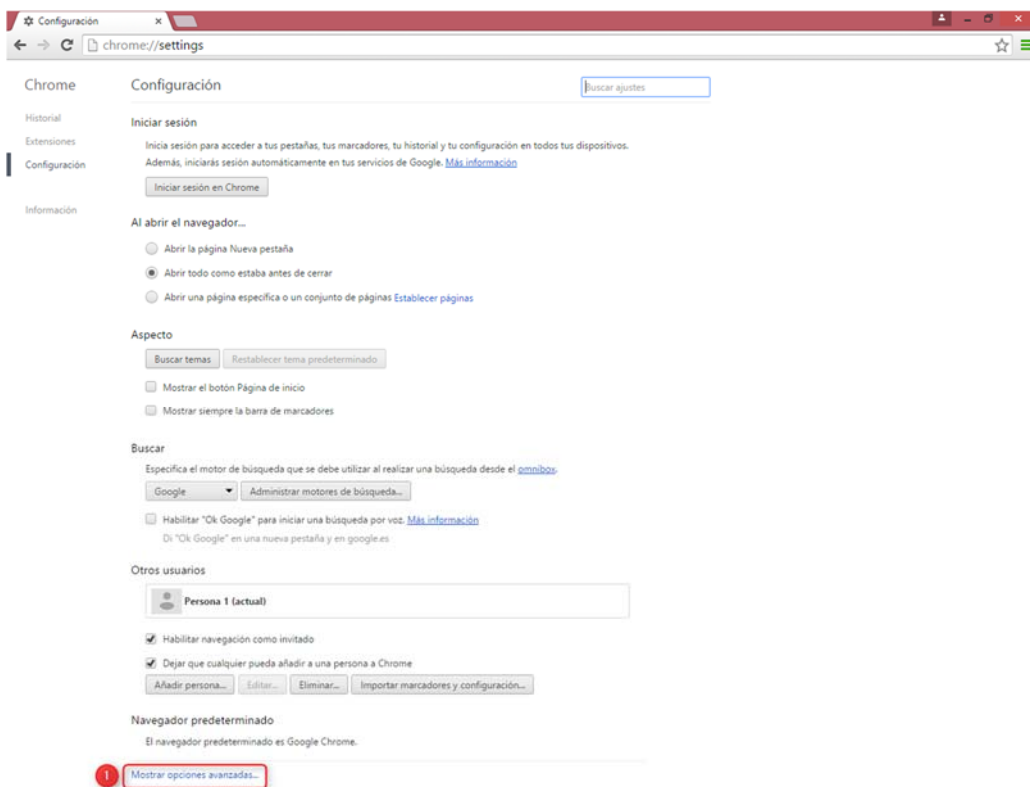 Configuración
chrome://settings
Chrome
Historial
Extensiones
Configuración
Información
Configuración
Buscar ajustes
Iniciar sesión
Inicia sesión para acceder a tus pestañas, tus marcadores, tu historial y tu configuración en todos tus dispositivos.
Además, iniciarás sesión automáticamente en tus servicios de Google. Más información
Iniciar sesión en Chrome
Al abrir el navegador...
Abrir la página Nueva pestaña
Abrir todo como estaba antes de cerrar
Abrir una página específica o un conjunto de páginas Establecer páginas
Aspecto
Buscar temas Restablecer tema predeterminado
Mostrar el botón Página de inicio
Mostrar siempre la barra de marcadores
Buscar
Especifica el motor de búsqueda que se debe utilizar al realizar una búsqueda desde el omnibox.
Google Administrar motores de búsqueda...
Habilitar "Ok Google" para iniciar una búsqueda por voz. Más información
Di "Ok Google" en una nueva pestaña y en google.es
Otros usuarios
Persona 1 (actual)
Habilitar navegación como invitado
Dejar que cualquier pueda añadir a una persona a Chrome
Añadir persona... Editar... Eliminar... Importar marcadores y configuración...
Navegador predeterminado
El navegador predeterminado es Google Chrome.
1 Mostrar opciones avanzadas...